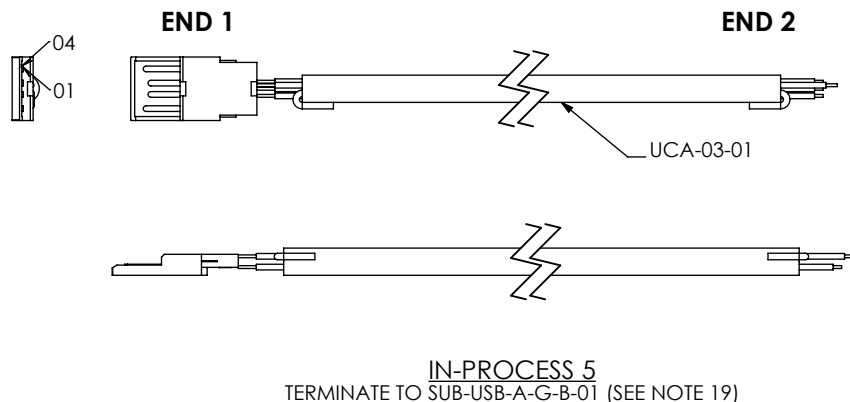 END 1
END 2
04
01
UCA-03-01
IN-PROCESS 5
TERMINATE TO SUB-USB-A-G-B-01 (SEE NOTE 19)